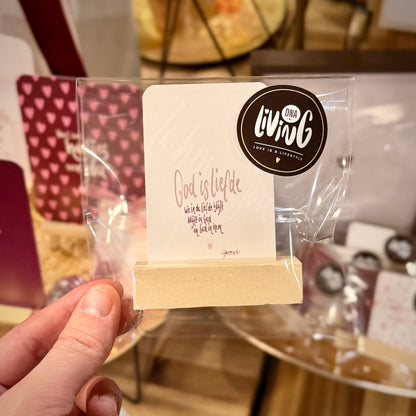 God is liefde
wie in de liefde blijft
blijft in God
en God in hem
DNA
LIVING
LOVE IS A LIFESTYLE